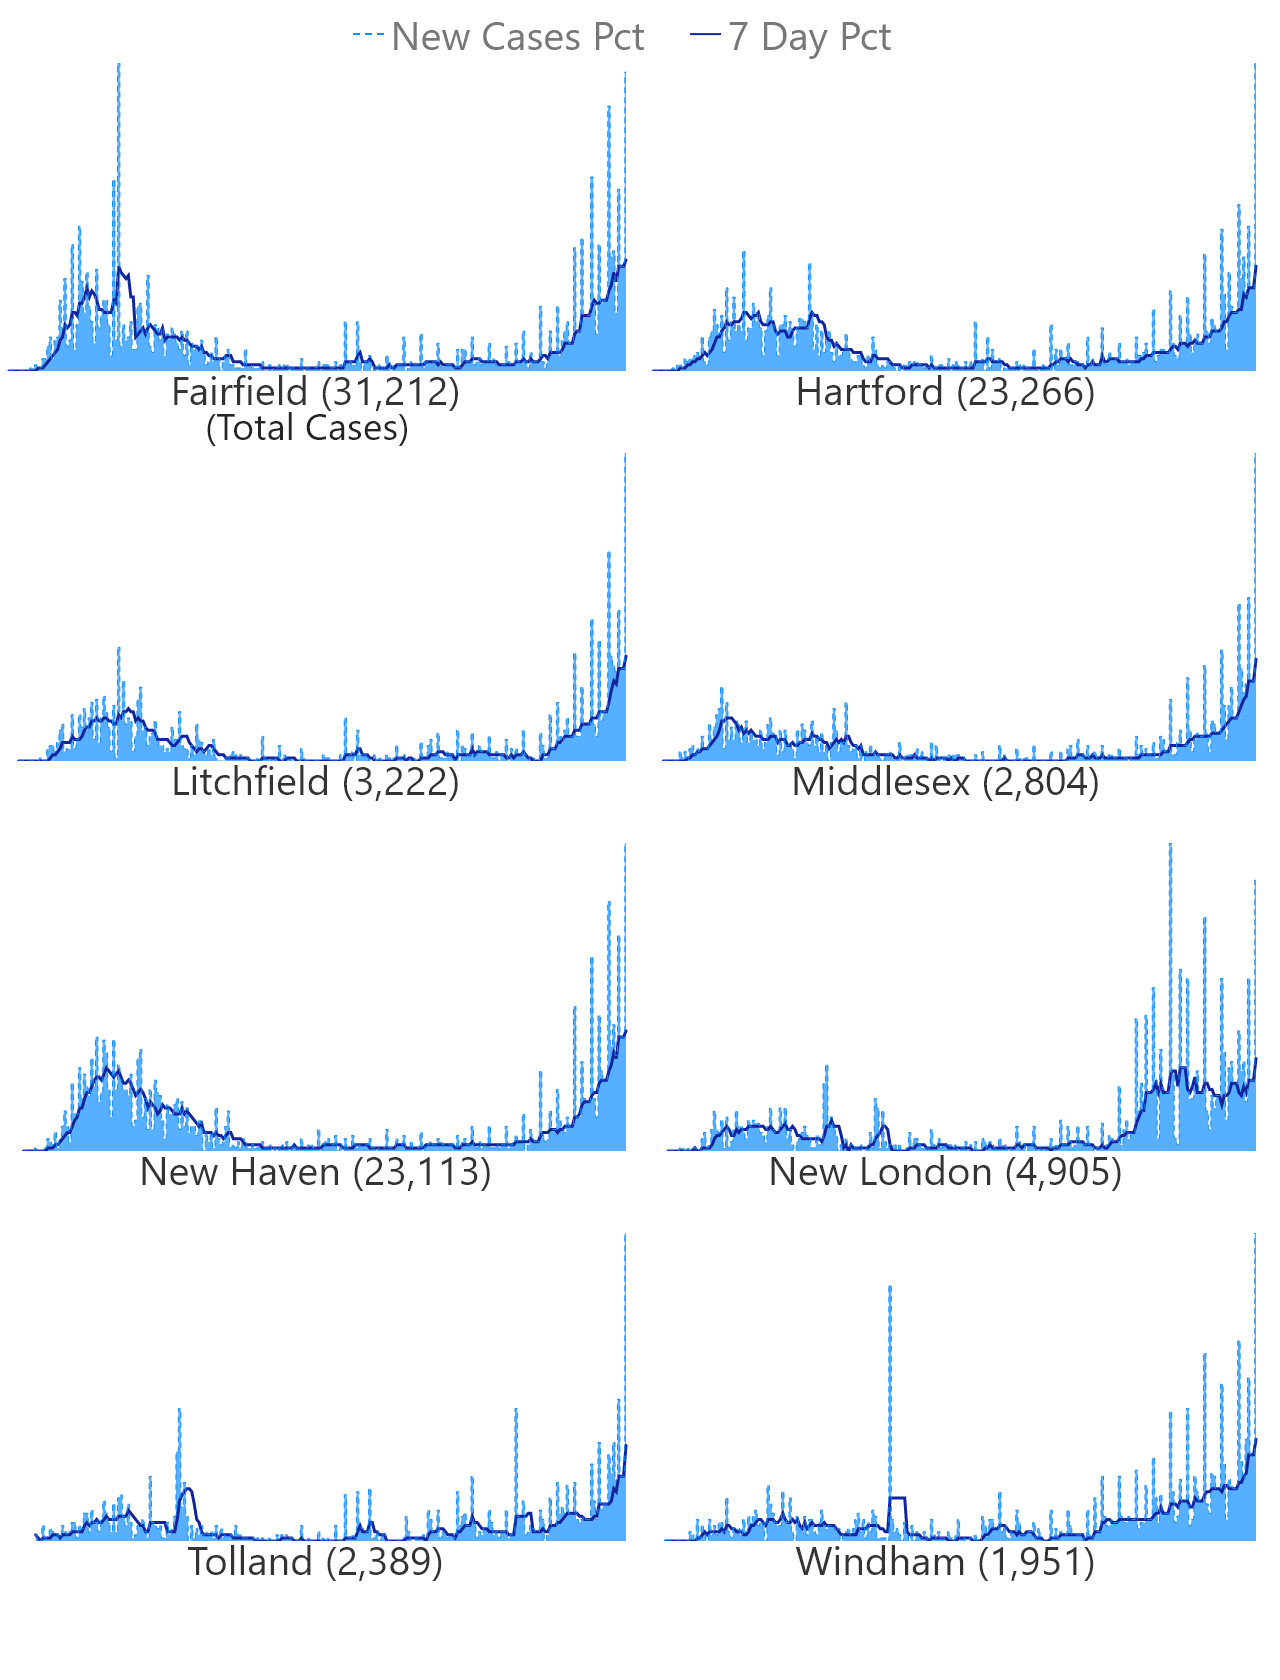 New Cases Pct 7 Day Pct
Fairfield (31,212)
(Total Cases)
Hartford (23,266)
Litchfield (3,222)
Middlesex (2,804)
New Haven (23,113)
New London (4,905)
Tolland (2,389)
Windham (1,951)